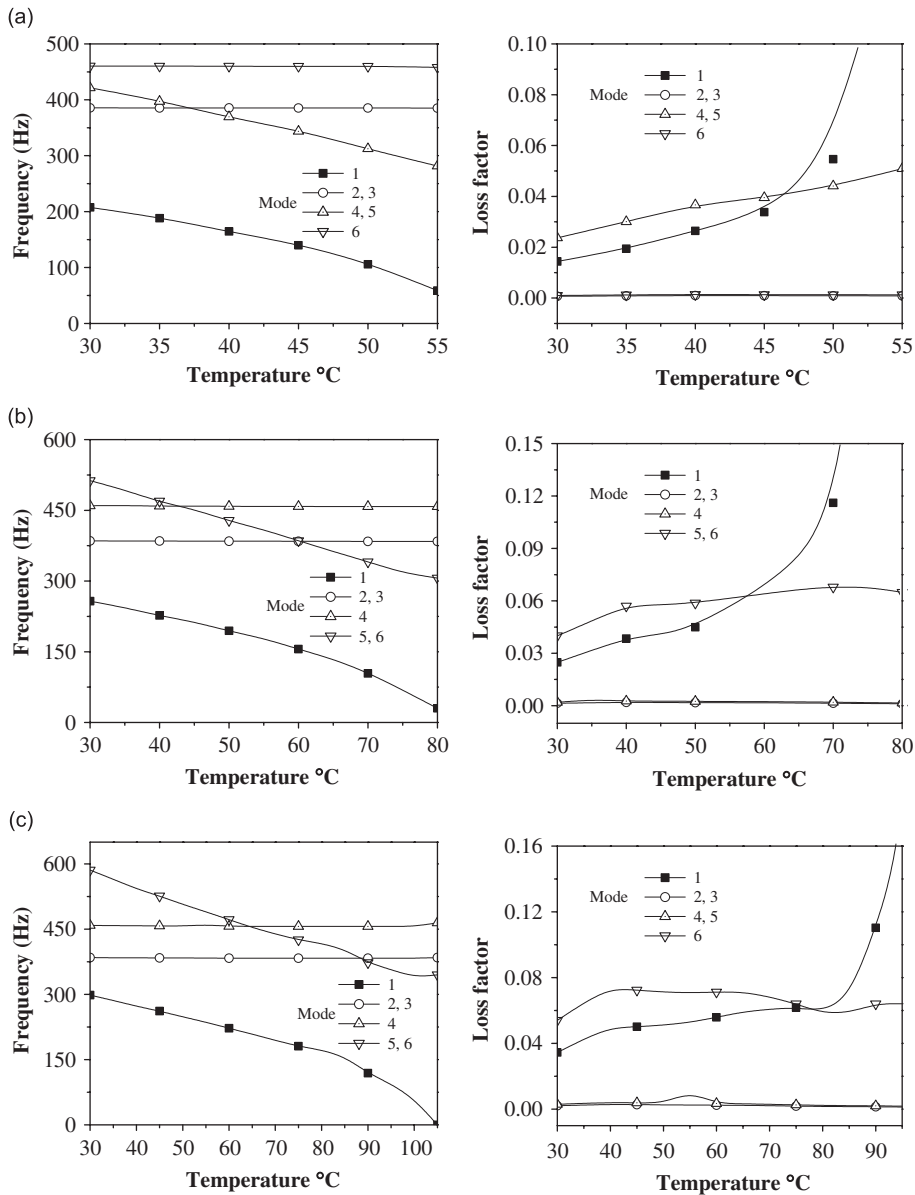 (a)
500
400
300
200
100
0
Frequency (Hz)
Mode
1
2, 3
4, 5
6
30 35 40 45 50 55
Temperature °C
0.10
0.08
0.06
0.04
0.02
0.00
Loss factor
Mode
1
2, 3
4, 5
6
30 35 40 45 50 55
Temperature °C
(b)
600
450
300
150
0
Frequency (Hz)
Mode
1
2, 3
4
5, 6
30 40 50 60 70 80
Temperature °C
0.15
0.12
0.09
0.06
0.03
0.00
Loss factor
Mode
1
2, 3
4
5, 6
30 40 50 60 70 80
Temperature °C
(c)
600
450
300
150
0
Frequency (Hz)
Mode
1
2, 3
4
5, 6
30 40 50 60 70 80 90 100
Temperature °C
0.16
0.12
0.08
0.04
0.00
Loss factor
Mode
1
2, 3
4, 5
6
30 40 50 60 70 80 90
Temperature °C